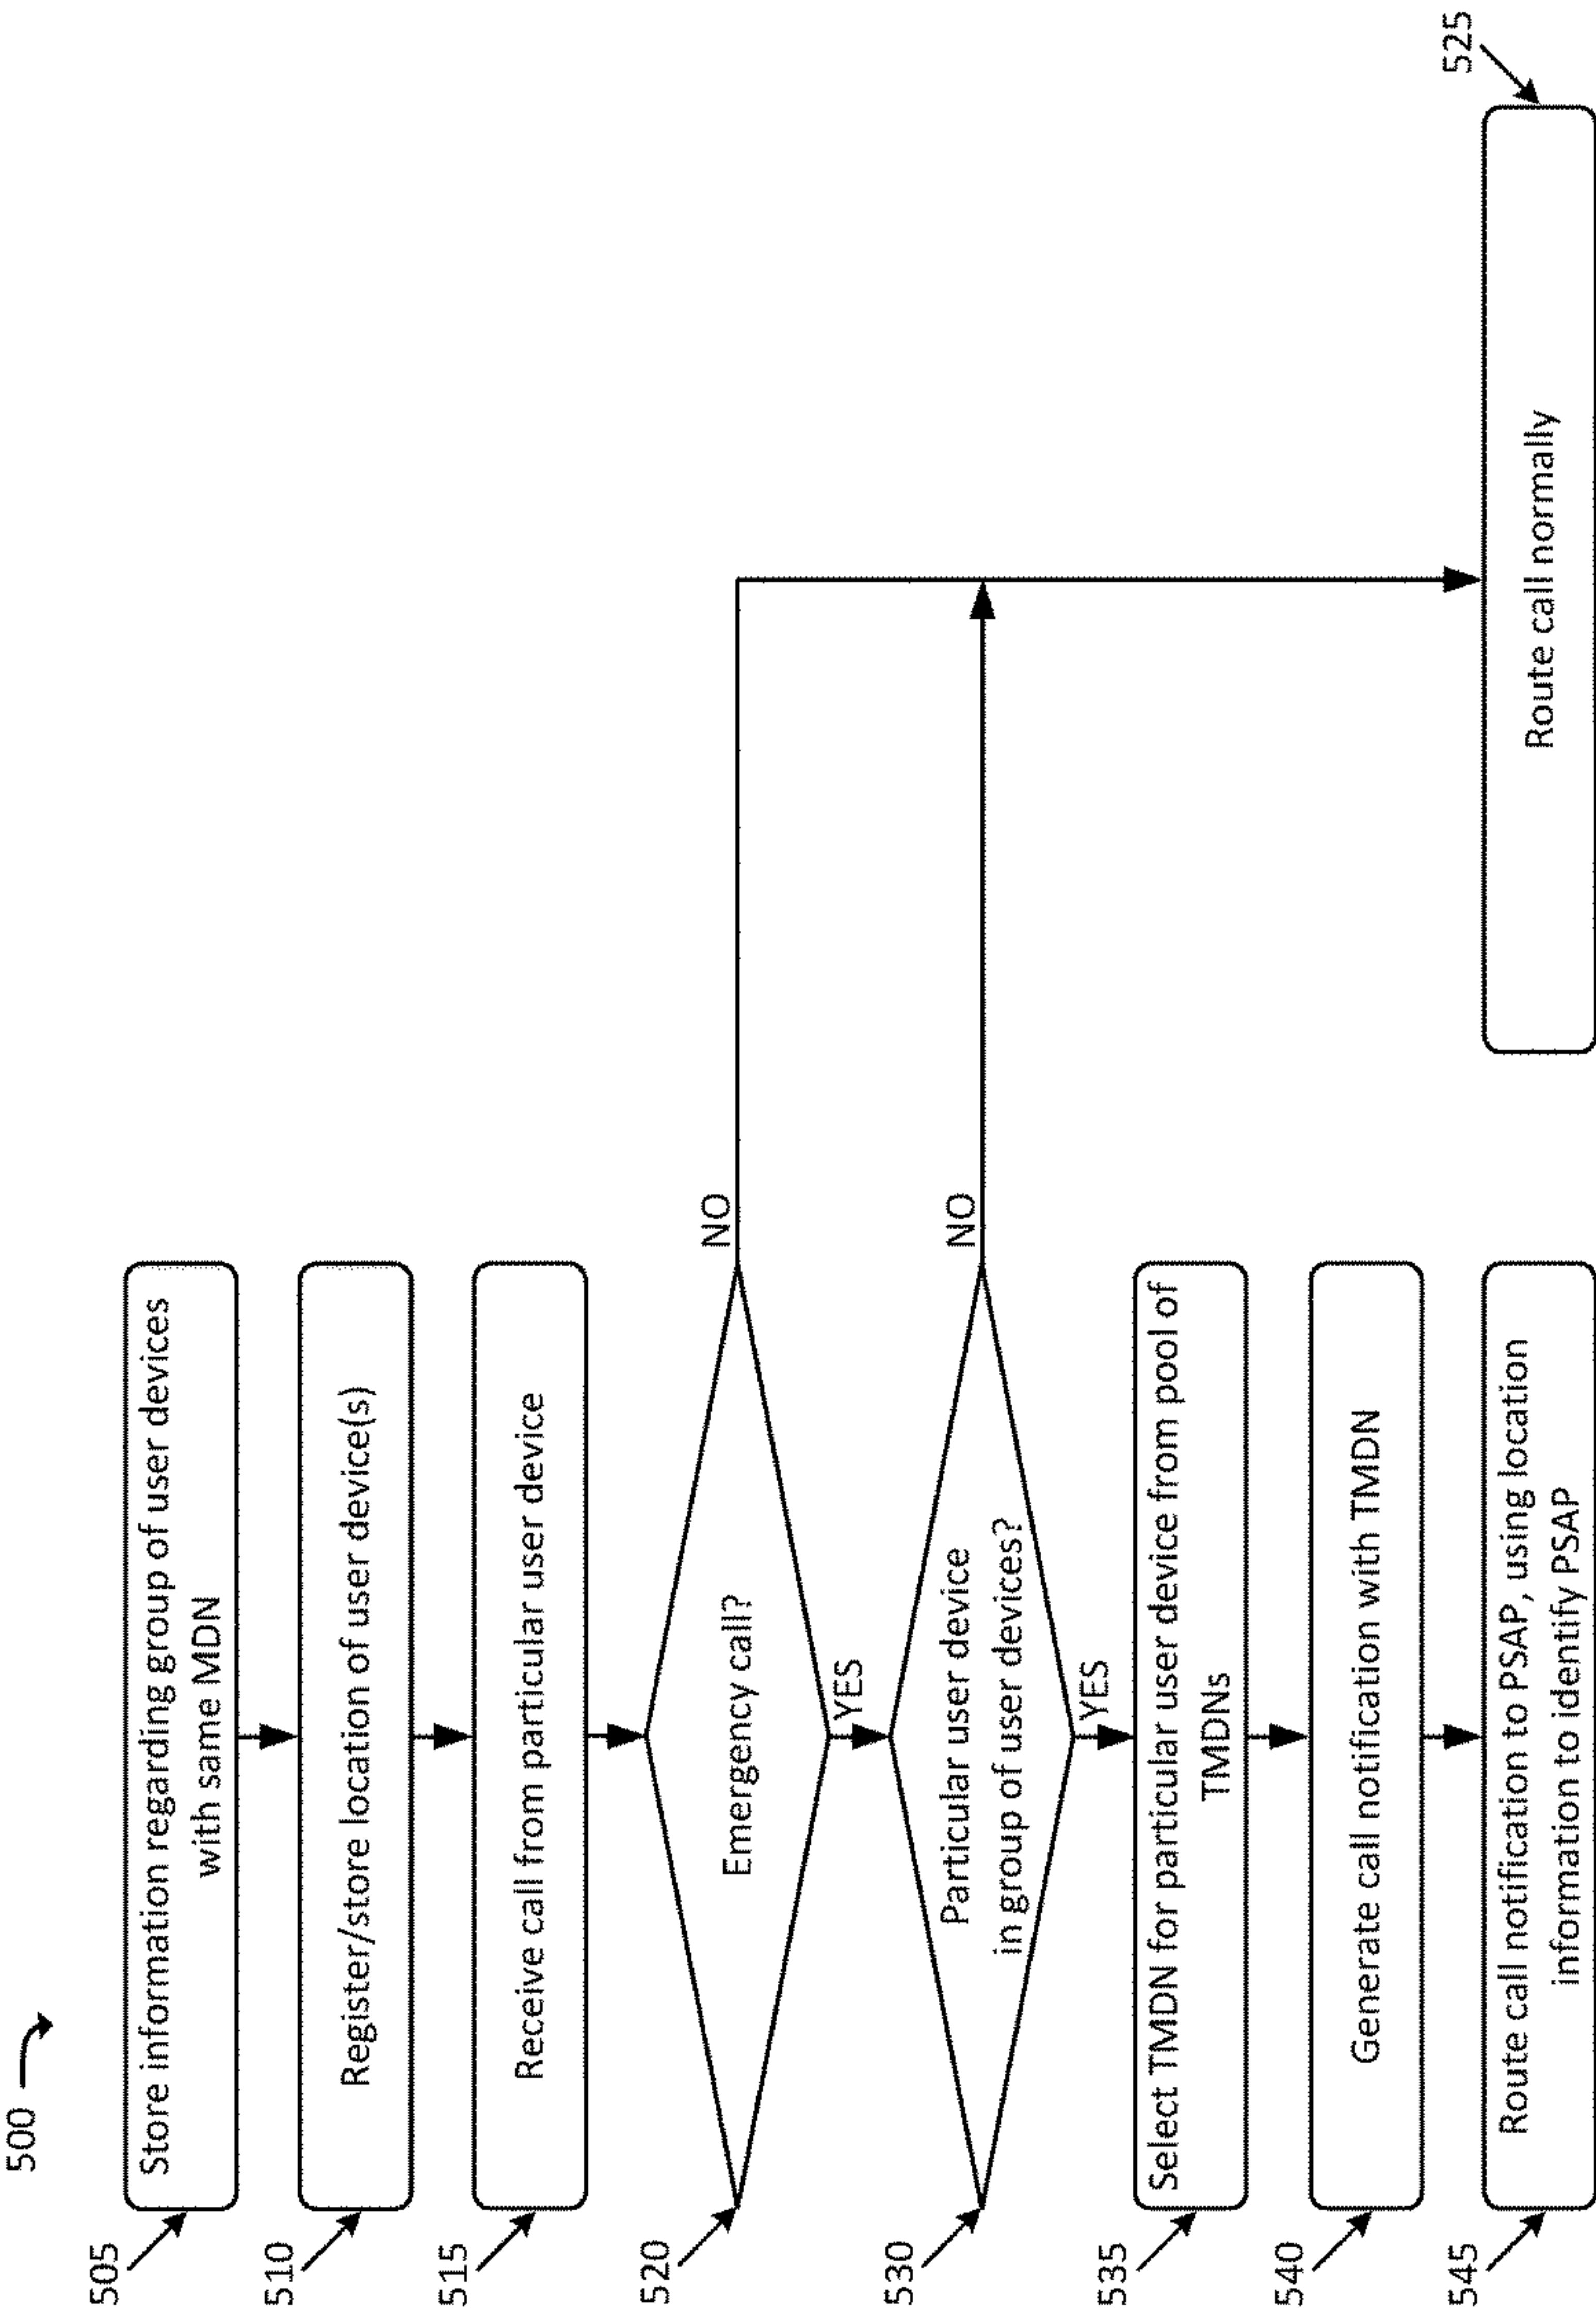 500
505
Store information regarding group of user devices
with same MDN
510
Register/store location of user device(s)
515
Receive call from particular user device
520
Emergency call?
NO
YES
530
Particular user device
in group of user devices?
NO
YES
535
Select TMDN for particular user device from pool of
TMDNs
540
Generate call notification with TMDN
545
Route call notification to PSAP, using location
information to identify PSAP
525
Route call normally